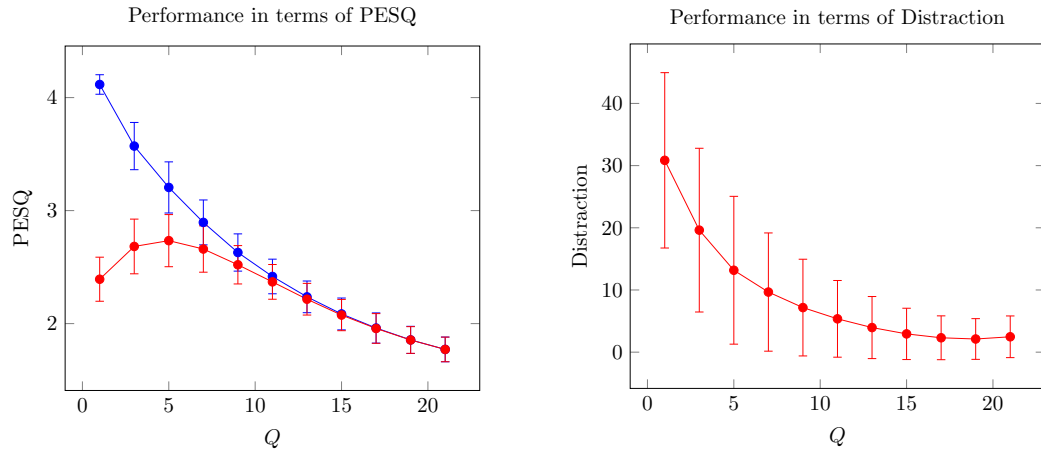 Performance in terms of PESQ
4
3
2
PESQ
0 5 10 15 20
Q
Performance in terms of Distraction
40
30
20
10
0
Distraction
0 5 10 15 20
Q